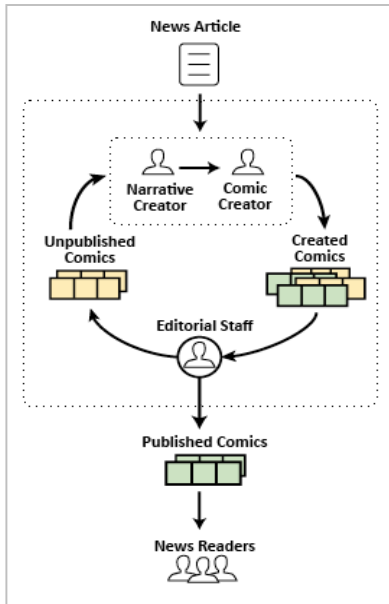 News Article
Narrative
Creator
Comic
Creator
Unpublished
Comics
Created
Comics
Editorial Staff
Published Comics
News Readers